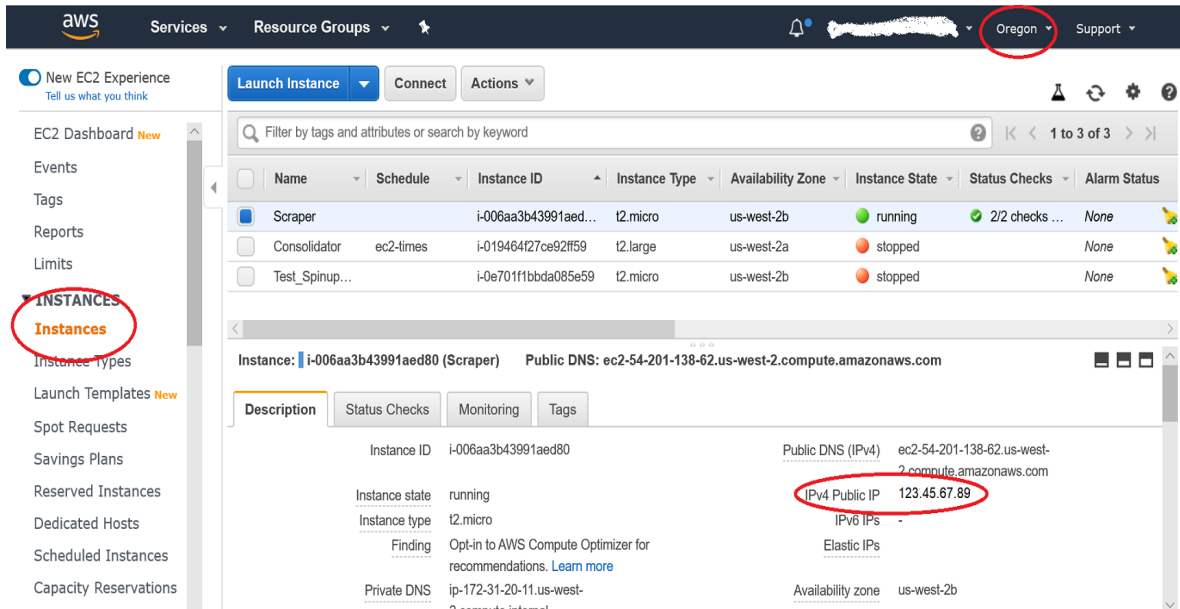 aws Services Resource Groups Oregon Support
New EC2 Experience
Tell us what you think
EC2 Dashboard New
Events
Tags
Reports
Limits
INSTANCES
Instances
Instance Types
Launch Templates New
Spot Requests
Savings Plans
Reserved Instances
Dedicated Hosts
Scheduled Instances
Capacity Reservations
Launch Instance Connect Actions
Filter by tags and attributes or search by keyword 1 to 3 of 3
Name Schedule Instance ID Instance Type Availability Zone Instance State Status Checks Alarm Status
Scraper i-006aa3b43991aed... t2.micro us-west-2b running 2/2 checks ... None
Consolidator ec2-times i-019464f27ce92ff59 t2.large us-west-2a stopped None
Test_Spinup... i-0e701f1bbda085e59 t2.micro us-west-2b stopped None
Instance: i-006aa3b43991aed80 (Scraper) Public DNS: ec2-54-201-138-62.us-west-2.compute.amazonaws.com
Description Status Checks Monitoring Tags
Instance ID i-006aa3b43991aed80
Instance state running
Instance type t2.micro
Finding Opt-in to AWS Compute Optimizer for
recommendations. Learn more
Private DNS ip-172-31-20-11.us-west-
2.compute.internal
Public DNS (IPv4) ec2-54-201-138-62.us-west-
2.compute.amazonaws.com
IPv4 Public IP 123.45.67.89
IPv6 IPs -
Elastic IPs
Availability zone us-west-2b